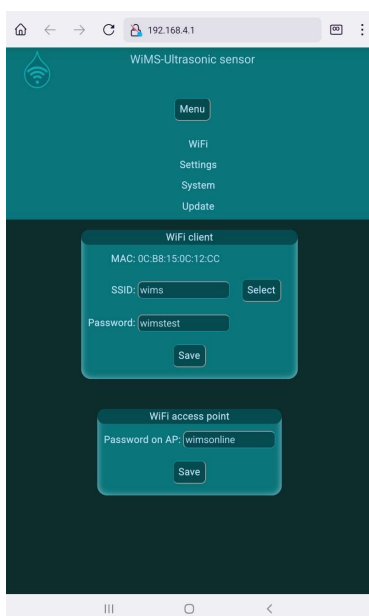 192.168.4.1
WiMS-Ultrasonic sensor
Menu
WiFi
Settings
System
Update
WiFi client
MAC: 0C:B8:15:0C:12:CC
SSID: wims Select
Password: wimstest
Save
WiFi access point
Password on AP: wimsonline
Save